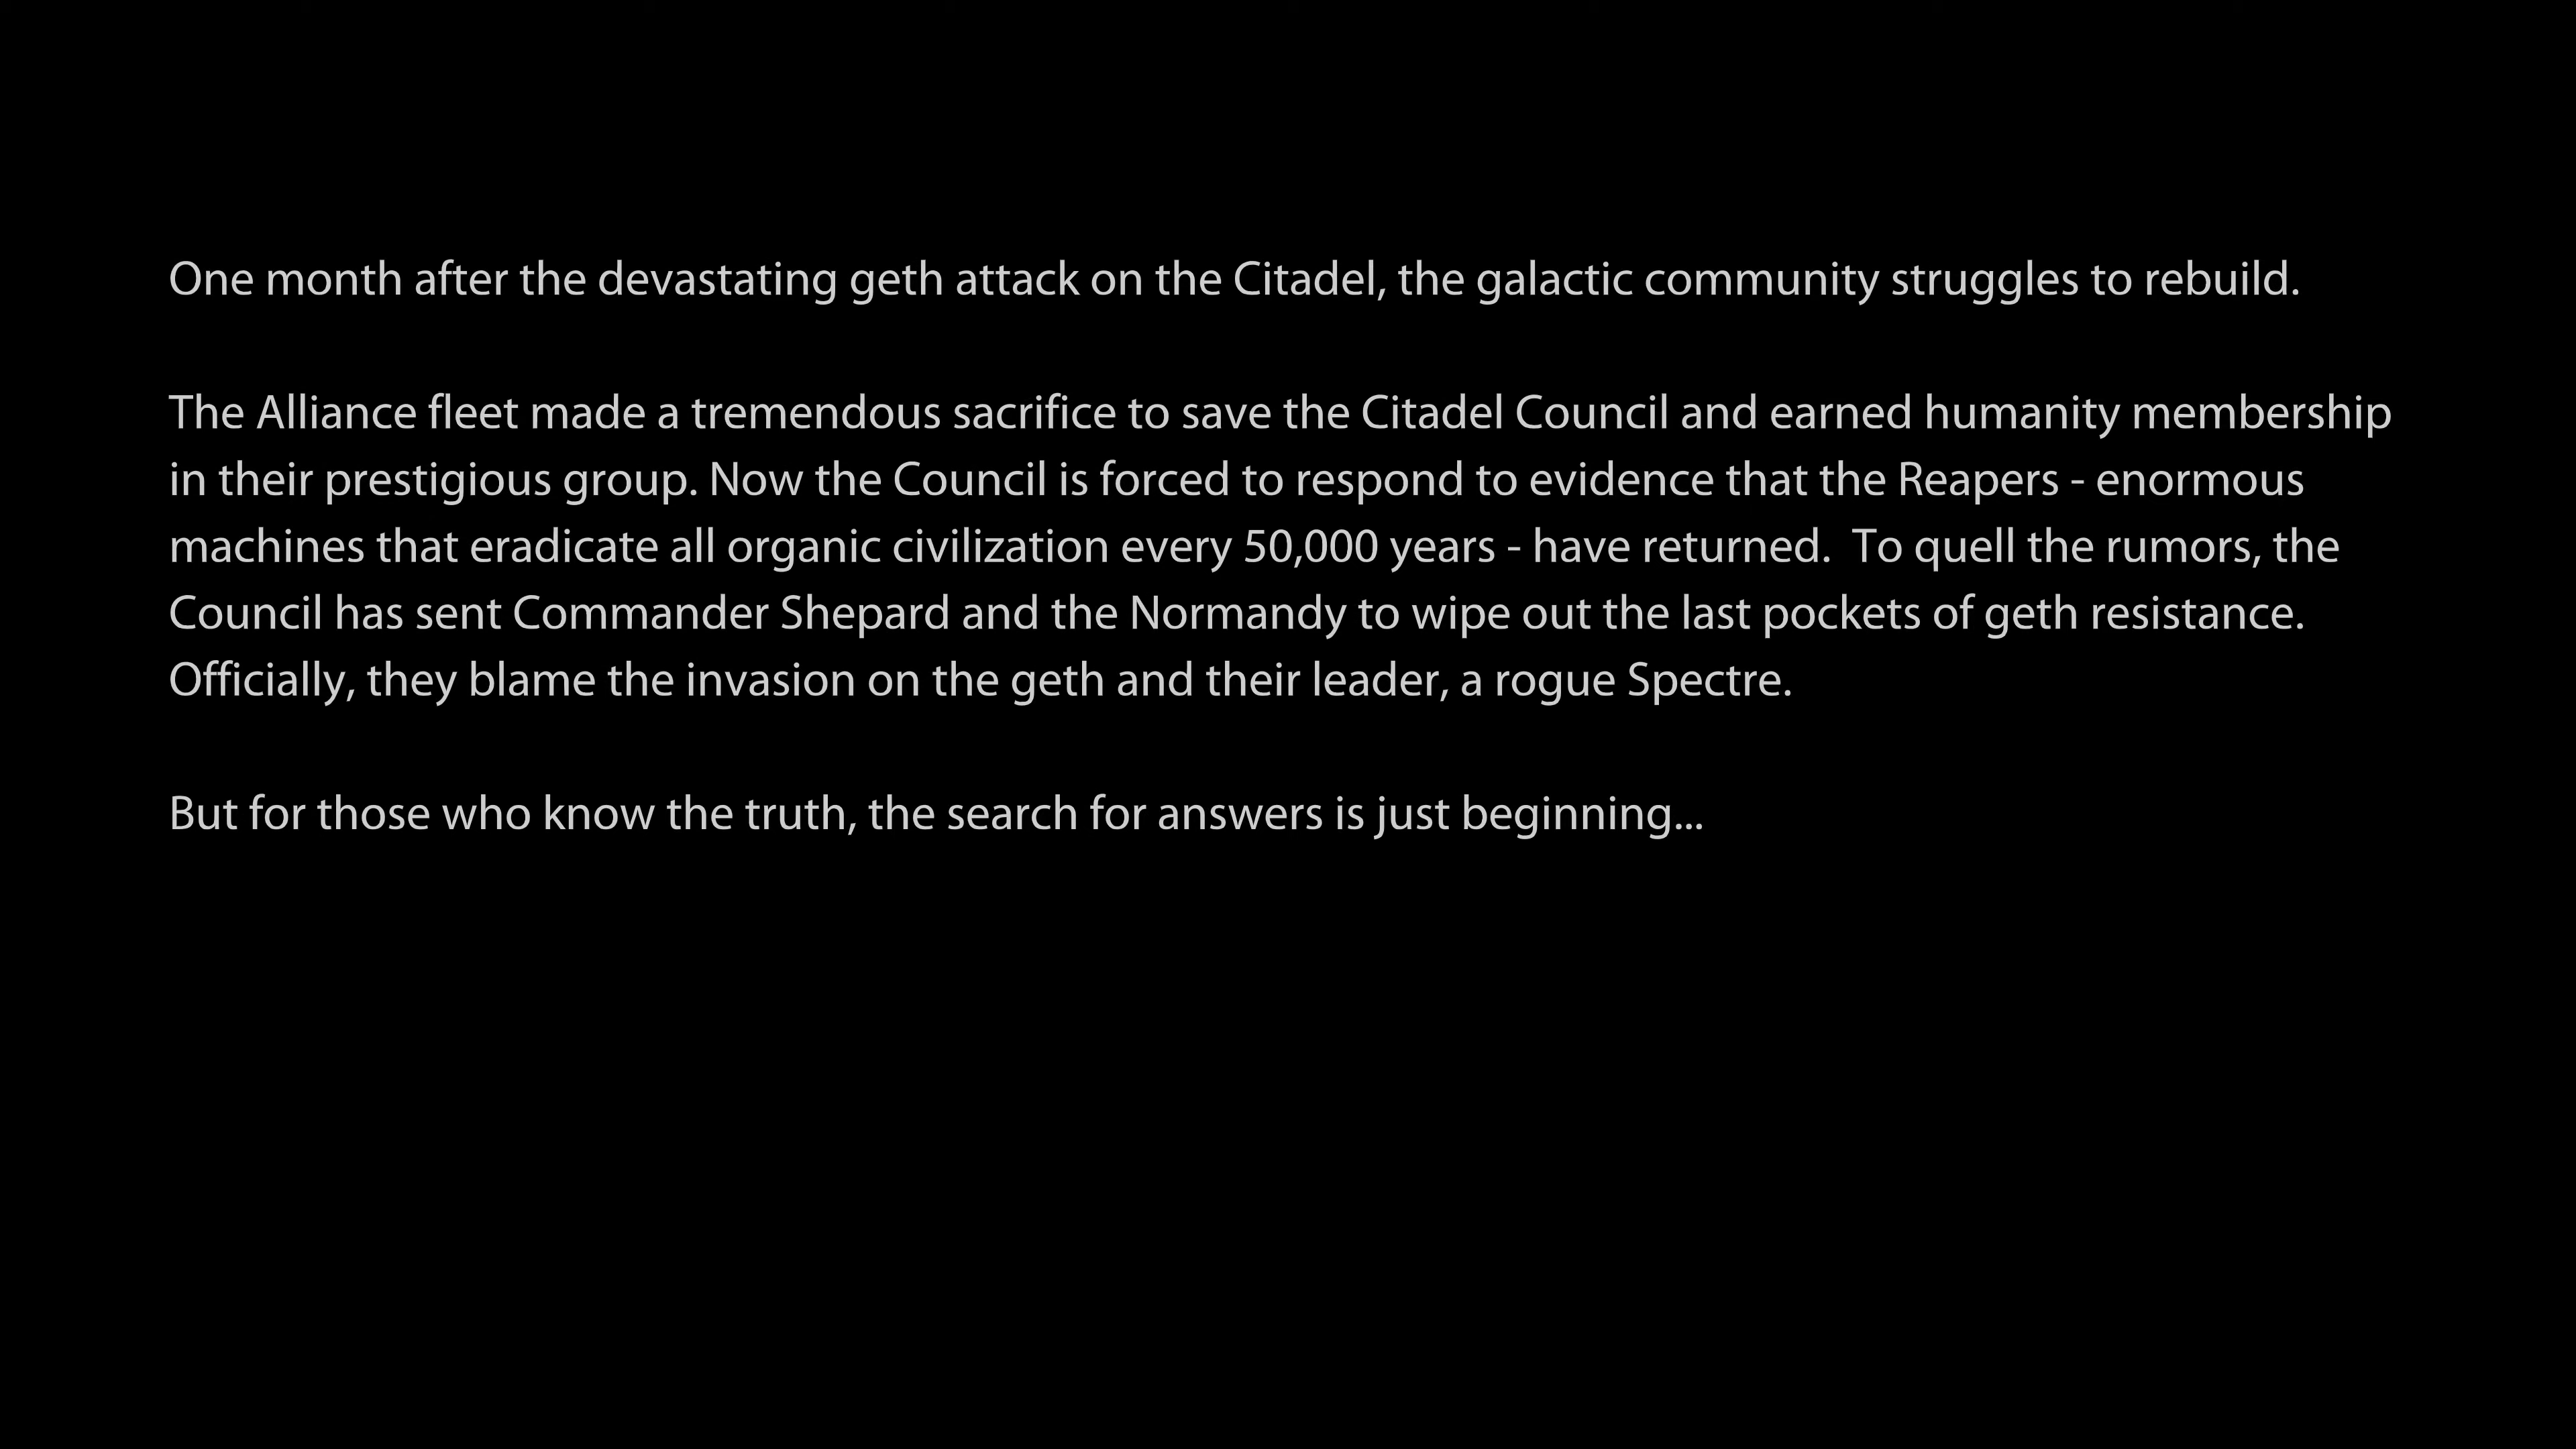 One month after the devastating geth attack on the Citadel, the galactic community struggles to rebuild.
The Alliance fleet made a tremendous sacrifice to save the Citadel Council and earned humanity membership
in their prestigious group. Now the Council is forced to respond to evidence that the Reapers - enormous
machines that eradicate all organic civilization every 50,000 years - have returned.  To quell the rumors, the
Council has sent Commander Shepard and the Normandy to wipe out the last pockets of geth resistance.
Officially, they blame the invasion on the geth and their leader, a rogue Spectre.
But for those who know the truth, the search for answers is just beginning...